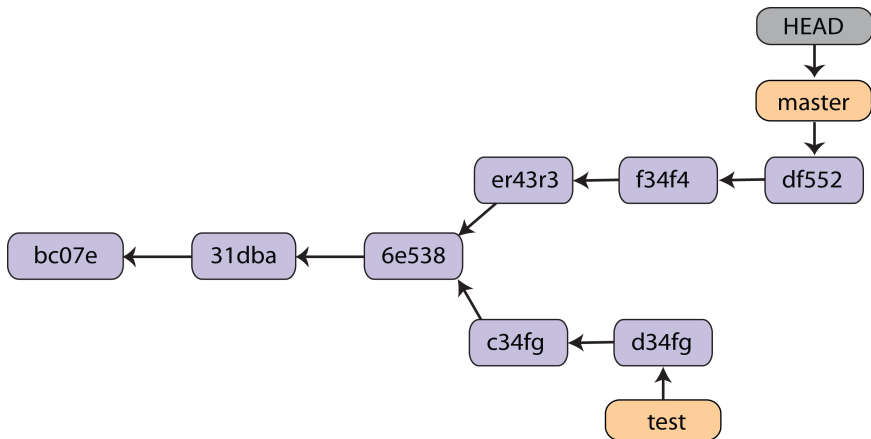 HEAD
master
er43r3 f34f4 df552
bc07e 31dba 6e538
c34fg d34fg
test